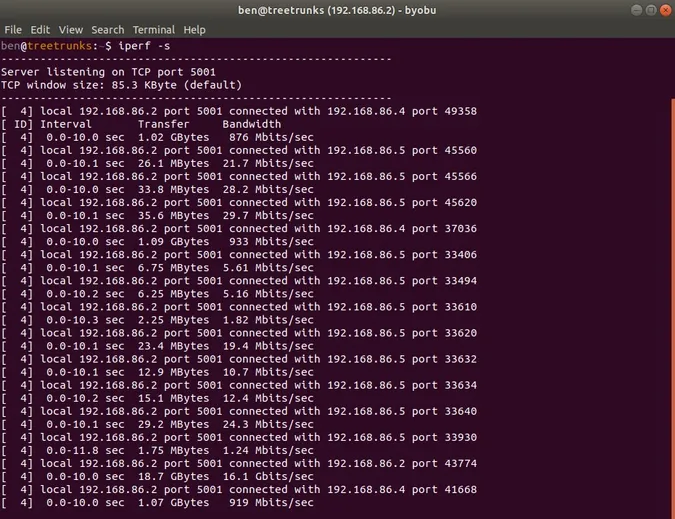 ben@treetrunks (192.168.86.2) - byobu
File Edit View Search Terminal Help
ben@treetrunks:~$ iperf -s
------------------------------------------------------------
Server listening on TCP port 5001
TCP window size: 85.3 KByte (default)
------------------------------------------------------------
[  4] local 192.168.86.2 port 5001 connected with 192.168.86.4 port 49358
[ ID] Interval       Transfer     Bandwidth
[  4]  0.0-10.0 sec  1.02 GBytes   876 Mbits/sec
[  4] local 192.168.86.2 port 5001 connected with 192.168.86.5 port 45560
[  4]  0.0-10.1 sec  26.1 MBytes  21.7 Mbits/sec
[  4] local 192.168.86.2 port 5001 connected with 192.168.86.5 port 45566
[  4]  0.0-10.0 sec  33.8 MBytes  28.2 Mbits/sec
[  4] local 192.168.86.2 port 5001 connected with 192.168.86.5 port 45620
[  4]  0.0-10.1 sec  35.6 MBytes  29.7 Mbits/sec
[  4] local 192.168.86.2 port 5001 connected with 192.168.86.4 port 37036
[  4]  0.0-10.0 sec  1.09 GBytes   933 Mbits/sec
[  4] local 192.168.86.2 port 5001 connected with 192.168.86.5 port 33406
[  4]  0.0-10.1 sec  6.75 MBytes  5.61 Mbits/sec
[  4] local 192.168.86.2 port 5001 connected with 192.168.86.5 port 33494
[  4]  0.0-10.2 sec  6.25 MBytes  5.16 Mbits/sec
[  4] local 192.168.86.2 port 5001 connected with 192.168.86.5 port 33610
[  4]  0.0-10.3 sec  2.25 MBytes  1.82 Mbits/sec
[  4] local 192.168.86.2 port 5001 connected with 192.168.86.5 port 33620
[  4]  0.0-10.1 sec  23.4 MBytes  19.4 Mbits/sec
[  4] local 192.168.86.2 port 5001 connected with 192.168.86.5 port 33632
[  4]  0.0-10.1 sec  12.9 MBytes  10.7 Mbits/sec
[  4] local 192.168.86.2 port 5001 connected with 192.168.86.5 port 33634
[  4]  0.0-10.2 sec  15.1 MBytes  12.4 Mbits/sec
[  4] local 192.168.86.2 port 5001 connected with 192.168.86.5 port 33640
[  4]  0.0-10.1 sec  29.2 MBytes  24.3 Mbits/sec
[  4] local 192.168.86.2 port 5001 connected with 192.168.86.5 port 33930
[  4]  0.0-11.8 sec  1.75 MBytes  1.24 Mbits/sec
[  4] local 192.168.86.2 port 5001 connected with 192.168.86.2 port 43774
[  4]  0.0-10.0 sec  18.7 GBytes  16.1 Gbits/sec
[  4] local 192.168.86.2 port 5001 connected with 192.168.86.4 port 41668
[  4]  0.0-10.0 sec  1.07 GBytes   919 Mbits/sec